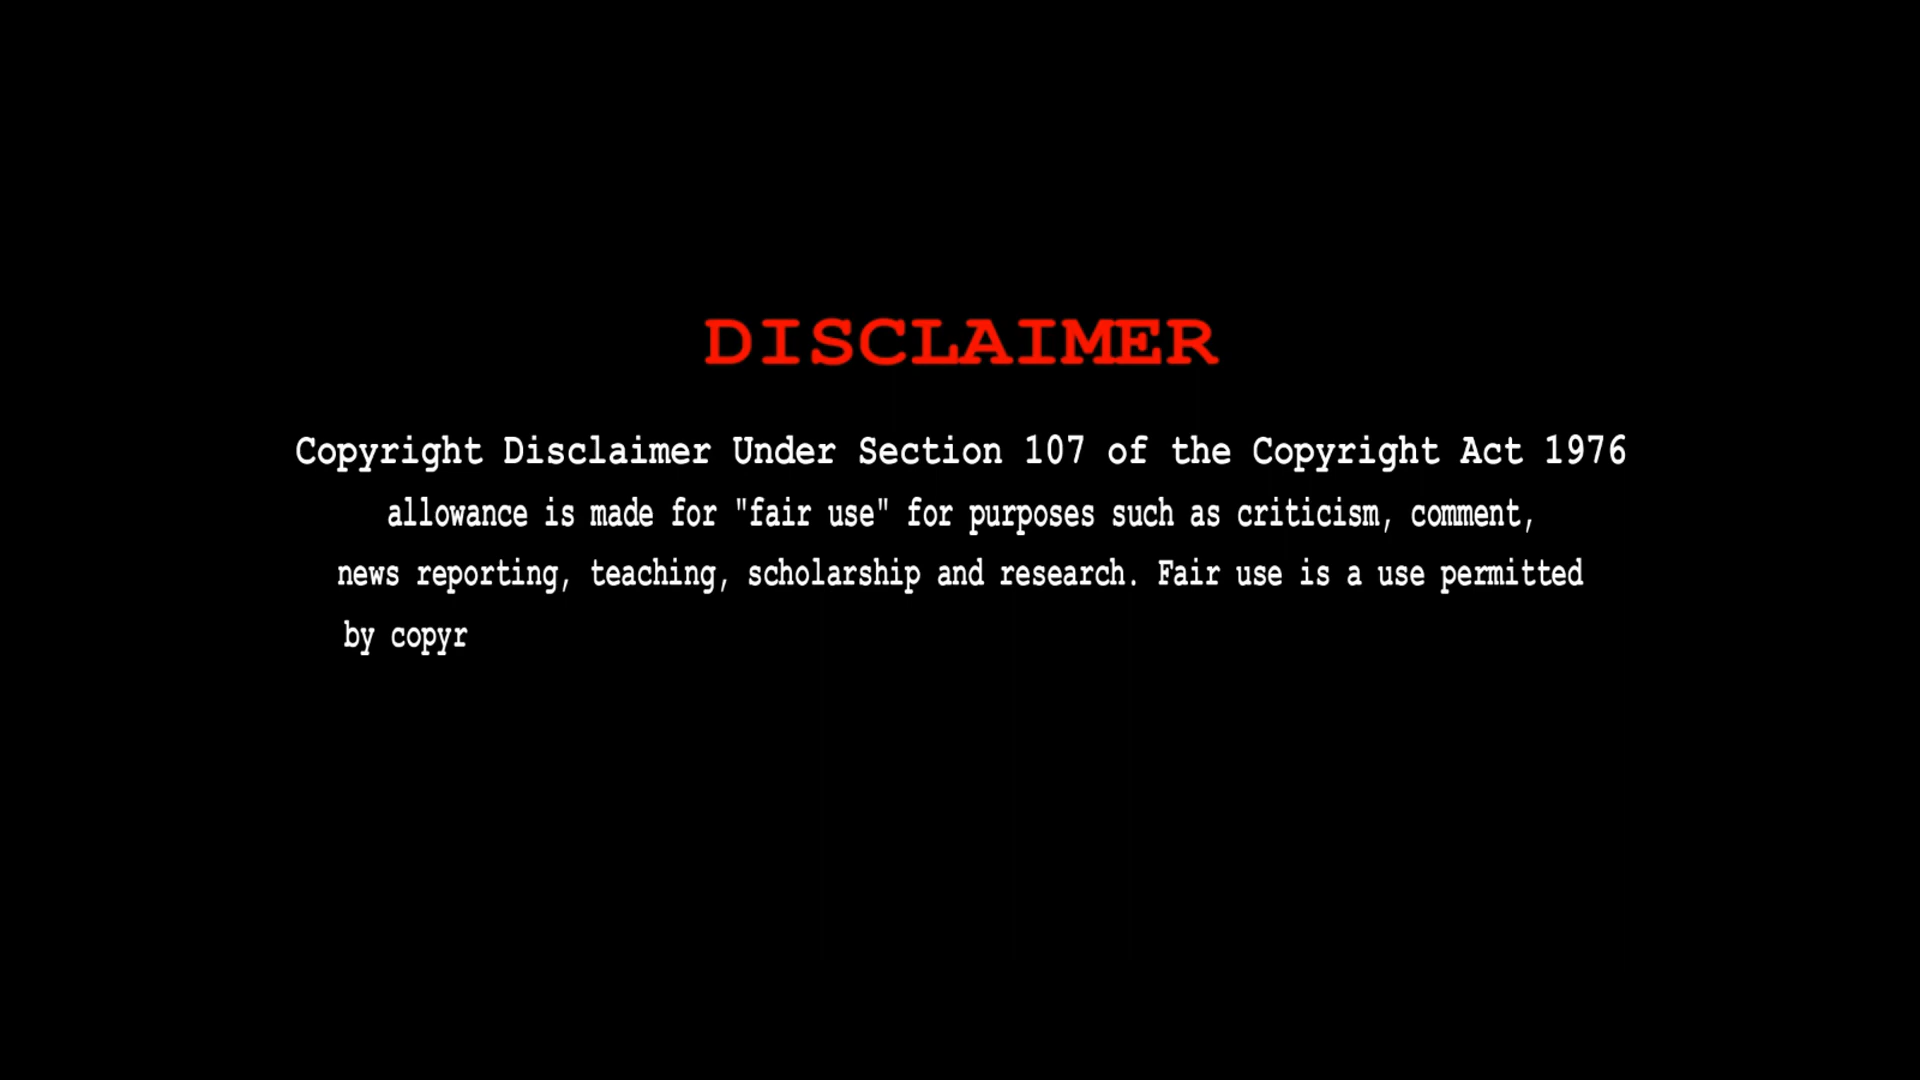 DISCLAIMER
Copyright Disclaimer Under Section 107 of the Copyright Act 1976
allowance is made for "fair use" for purposes such as criticism, comment,
news reporting, teaching, scholarship and research. Fair use is a use permitted
by copyr